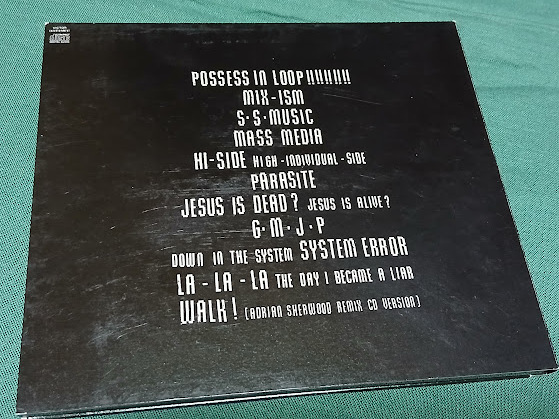 POSSESS IN LOOP!!!!!!
MIX-ISM
S·S·MUSIC
MASS MEDIA
HI-SIDE HIGH-INDIVIDUAL-SIDE
PARASITE
JESUS IS DEAD? JESUS IS ALIVE?
G·M·J·P
DOWN IN THE SYSTEM SYSTEM ERROR
LA-LA-LA THE DAY I BECAME A LIAR
WALK! (ADRIAN SHERWOOD REMIX CD VERSION)